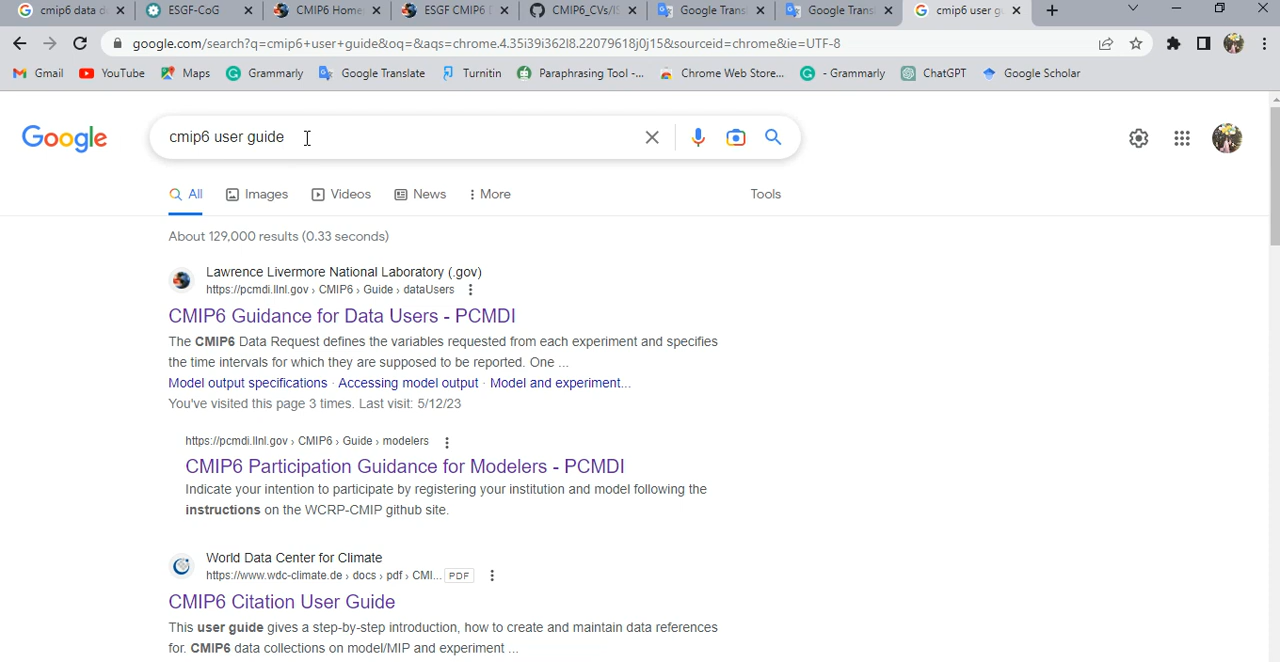 cmip6 data d
ESGF-CoG
CMIP6 Home
ESGF CMIP6 D
CMIP6_CVs/IS
Google Transl
Google Transl
cmip6 user gu
google.com/search?q=cmip6+user+guide&oq=&aqs=chrome.4.35i39i362l8.22079618j0j15&sourceid=chrome&ie=UTF-8
Gmail
YouTube
Maps
Grammarly
Google Translate
Turnitin
Paraphrasing Tool -...
Chrome Web Store...
- Grammarly
ChatGPT
Google Scholar
Google
cmip6 user guide
All
Images
Videos
News
More
Tools
About 129,000 results (0.33 seconds)
Lawrence Livermore National Laboratory (.gov)
https://pcmdi.llnl.gov › CMIP6 › Guide › dataUsers
CMIP6 Guidance for Data Users - PCMDI
The CMIP6 Data Request defines the variables requested from each experiment and specifies
the time intervals for which they are supposed to be reported. One ...
Model output specifications · Accessing model output · Model and experiment...
You've visited this page 3 times. Last visit: 5/12/23
https://pcmdi.llnl.gov › CMIP6 › Guide › modelers
CMIP6 Participation Guidance for Modelers - PCMDI
Indicate your intention to participate by registering your institution and model following the
instructions on the WCRP-CMIP github site.
World Data Center for Climate
https://www.wdc-climate.de › docs › pdf › CMI... PDF
CMIP6 Citation User Guide
This user guide gives a step-by-step introduction, how to create and maintain data references
for. CMIP6 data collections on model/MIP and experiment ...